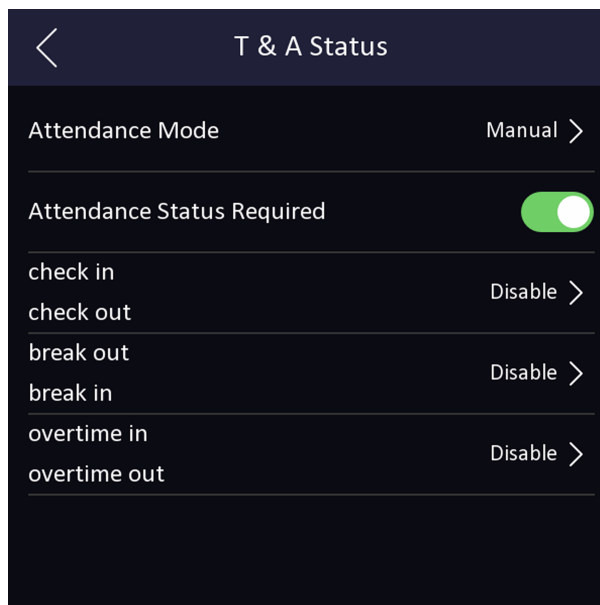 T & A Status
Attendance Mode Manual
Attendance Status Required
check in
check out
Disable
break out
break in
Disable
overtime in
overtime out
Disable